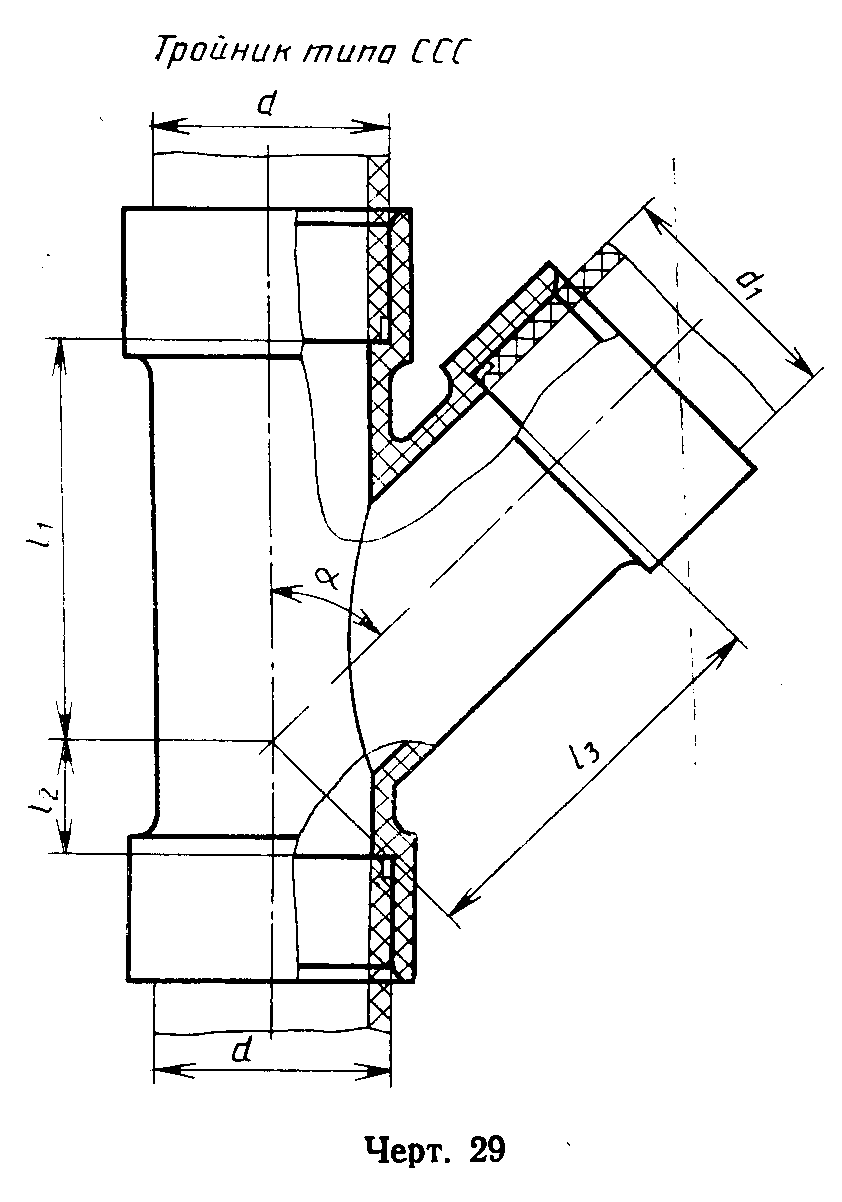 Тройник типа ССС
d
d₁
l₁
α
l₂
l₃
d
Черт. 29